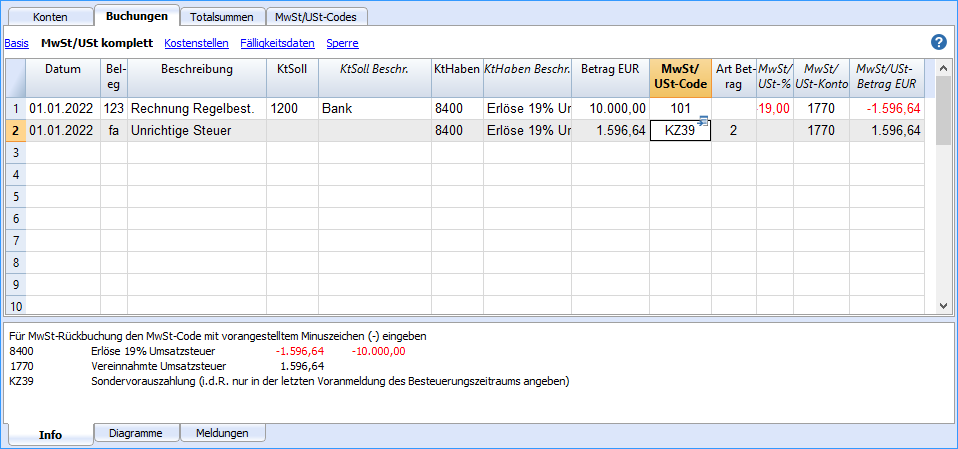 Konten Buchungen Totalsummen MwSt/USt-Codes
Basis MwSt/USt komplett Kostenstellen Fälligkeitsdaten Sperre ?
Datum Bel-eg Beschreibung KtSoll KtSoll Beschr. KtHaben KtHaben Beschr. Betrag EUR MwSt/USt-Code Art Bet-rag MwSt/USt-% MwSt/USt-Konto MwSt/USt-Betrag EUR
1 01.01.2022 123 Rechnung Regelbest. 1200 Bank 8400 Erlöse 19% Ur 10.000,00 101 -19,00 1770 -1.596,64
2 01.01.2022 fa Unrichtige Steuer 8400 Erlöse 19% Ur 1.596,64 KZ39 2 1770 1.596,64
3
4
5
6
7
8
9
10
Für MwSt-Rückbuchung den MwSt-Code mit vorangestelltem Minuszeichen (-) eingeben
8400 Erlöse 19% Umsatzsteuer -1.596,64 -10.000,00
1770 Vereinnahmte Umsatzsteuer 1.596,64
KZ39 Sondervorauszahlung (i.d.R. nur in der letzten Voranmeldung des Besteuerungszeitraums angeben)
Info Diagramme Meldungen